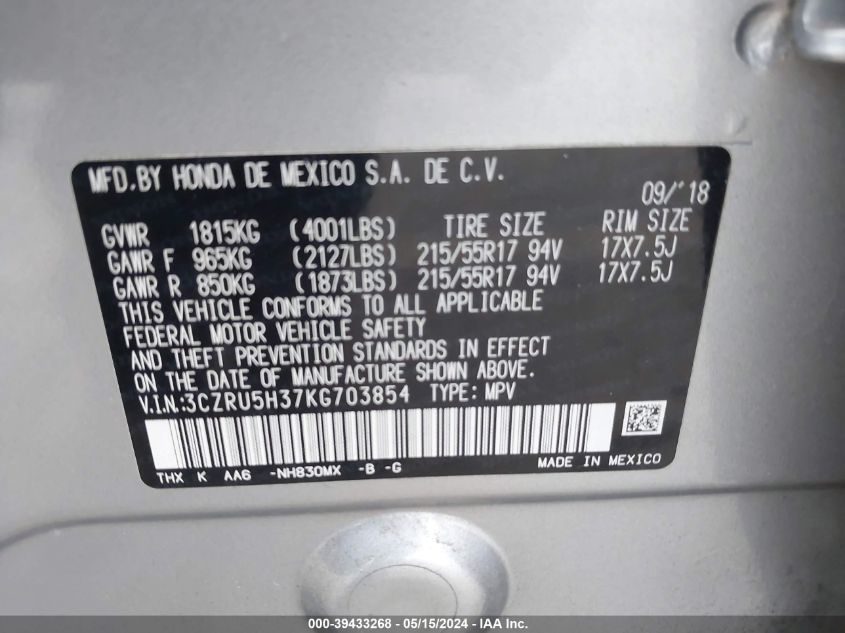 MFD.BY HONDA DE MEXICO S.A. DE C.V.
09/'18
GVWR 1815KG (4001LBS) TIRE SIZE RIM SIZE
GAWR F 965KG (2127LBS) 215/55R17 94V 17X7.5J
GAWR R 850KG (1873LBS) 215/55R17 94V 17X7.5J
THIS VEHICLE CONFORMS TO ALL APPLICABLE
FEDERAL MOTOR VEHICLE SAFETY
AND THEFT PREVENTION STANDARDS IN EFFECT
ON THE DATE OF MANUFACTURE SHOWN ABOVE.
V.I.N.:3CZRU5H37KG703854 TYPE: MPV
THX K AA6 -NH830MX -B -G MADE IN MEXICO
000-39433268 - 05/15/2024 - IAA Inc.